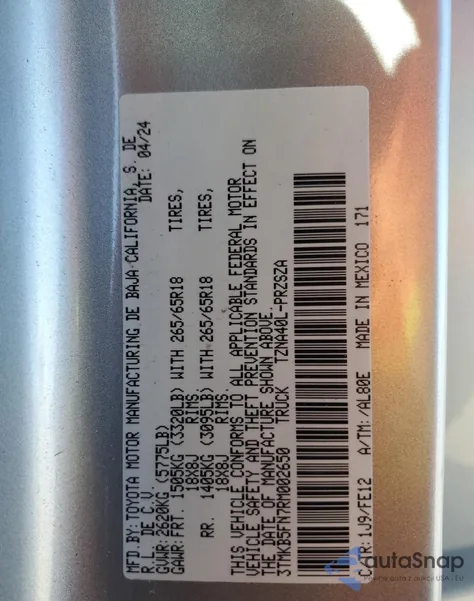 MFD.BY:TOYOTA MOTOR MANUFACTURING DE BAJA CALIFORNIA, S. DE
R.L. DE C.V. DATE: 04/24
GVWR:2620KG (5775LB)
GAWR:FRT. 1505KG (3320LB) WITH 265/65R18 TIRES,
18X8J RIMS,
RR. 1405KG (3095LB) WITH 265/65R18 TIRES,
18X8J RIMS.
THIS VEHICLE CONFORMS TO ALL APPLICABLE FEDERAL MOTOR
VEHICLE SAFETY AND THEFT PREVENTION STANDARDS IN EFFECT ON
THE DATE OF MANUFACTURE SHOWN ABOVE.
3TMKB5FN7RM002650 TRUCK TZNA40L-PRZSZA
C/TR:1J9/FE12 A/TM:/AL80E MADE IN MEXICO 171
autaSnap